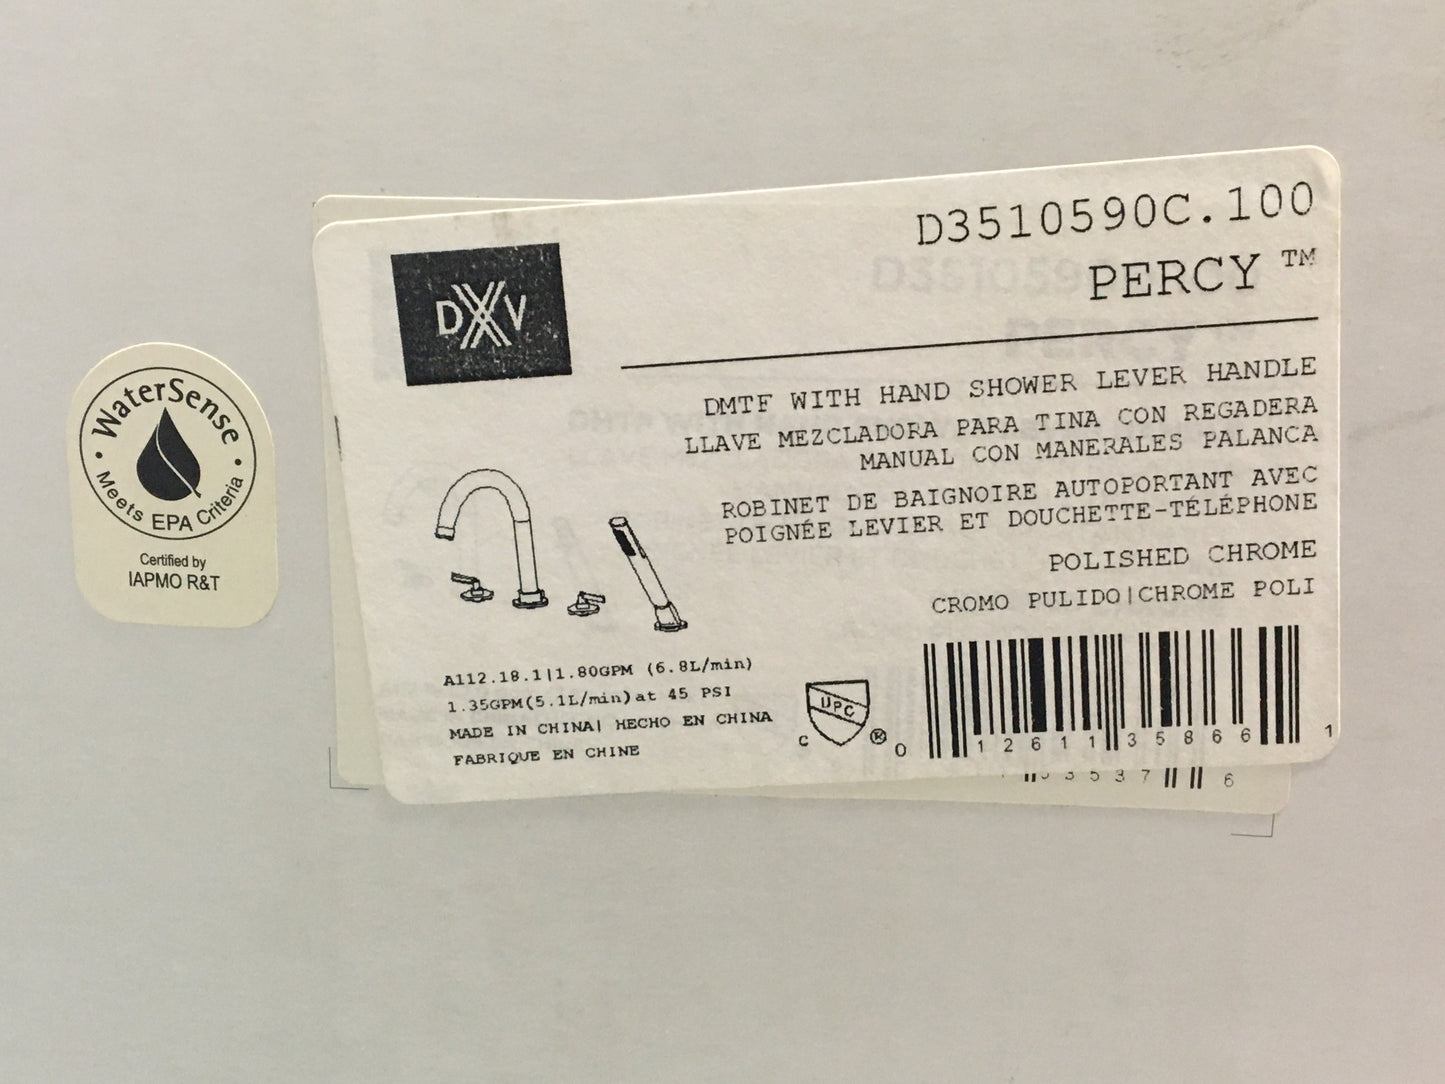 WaterSense
Meets EPA Criteria
Certified by
IAPMO R&T
DXV
D3510590C.100
PERCY™
DMTF WITH HAND SHOWER LEVER HANDLE
LLAVE MEZCLADORA PARA TINA CON REGADERA
MANUAL CON MANERALES PALANCA
ROBINET DE BAIGNOIRE AUTOPORTANT AVEC
POIGNÉE LEVIER ET DOUCHETTE-TÉLÉPHONE
POLISHED CHROME
CROMO PULIDO|CHROME POLI
A112.18.1|1.80GPM (6.8L/min)
1.35GPM(5.1L/min)at 45 PSI
MADE IN CHINA| HECHO EN CHINA
FABRIQUE EN CHINE
UPC
c ®
0 12611 35866 1
3537 6